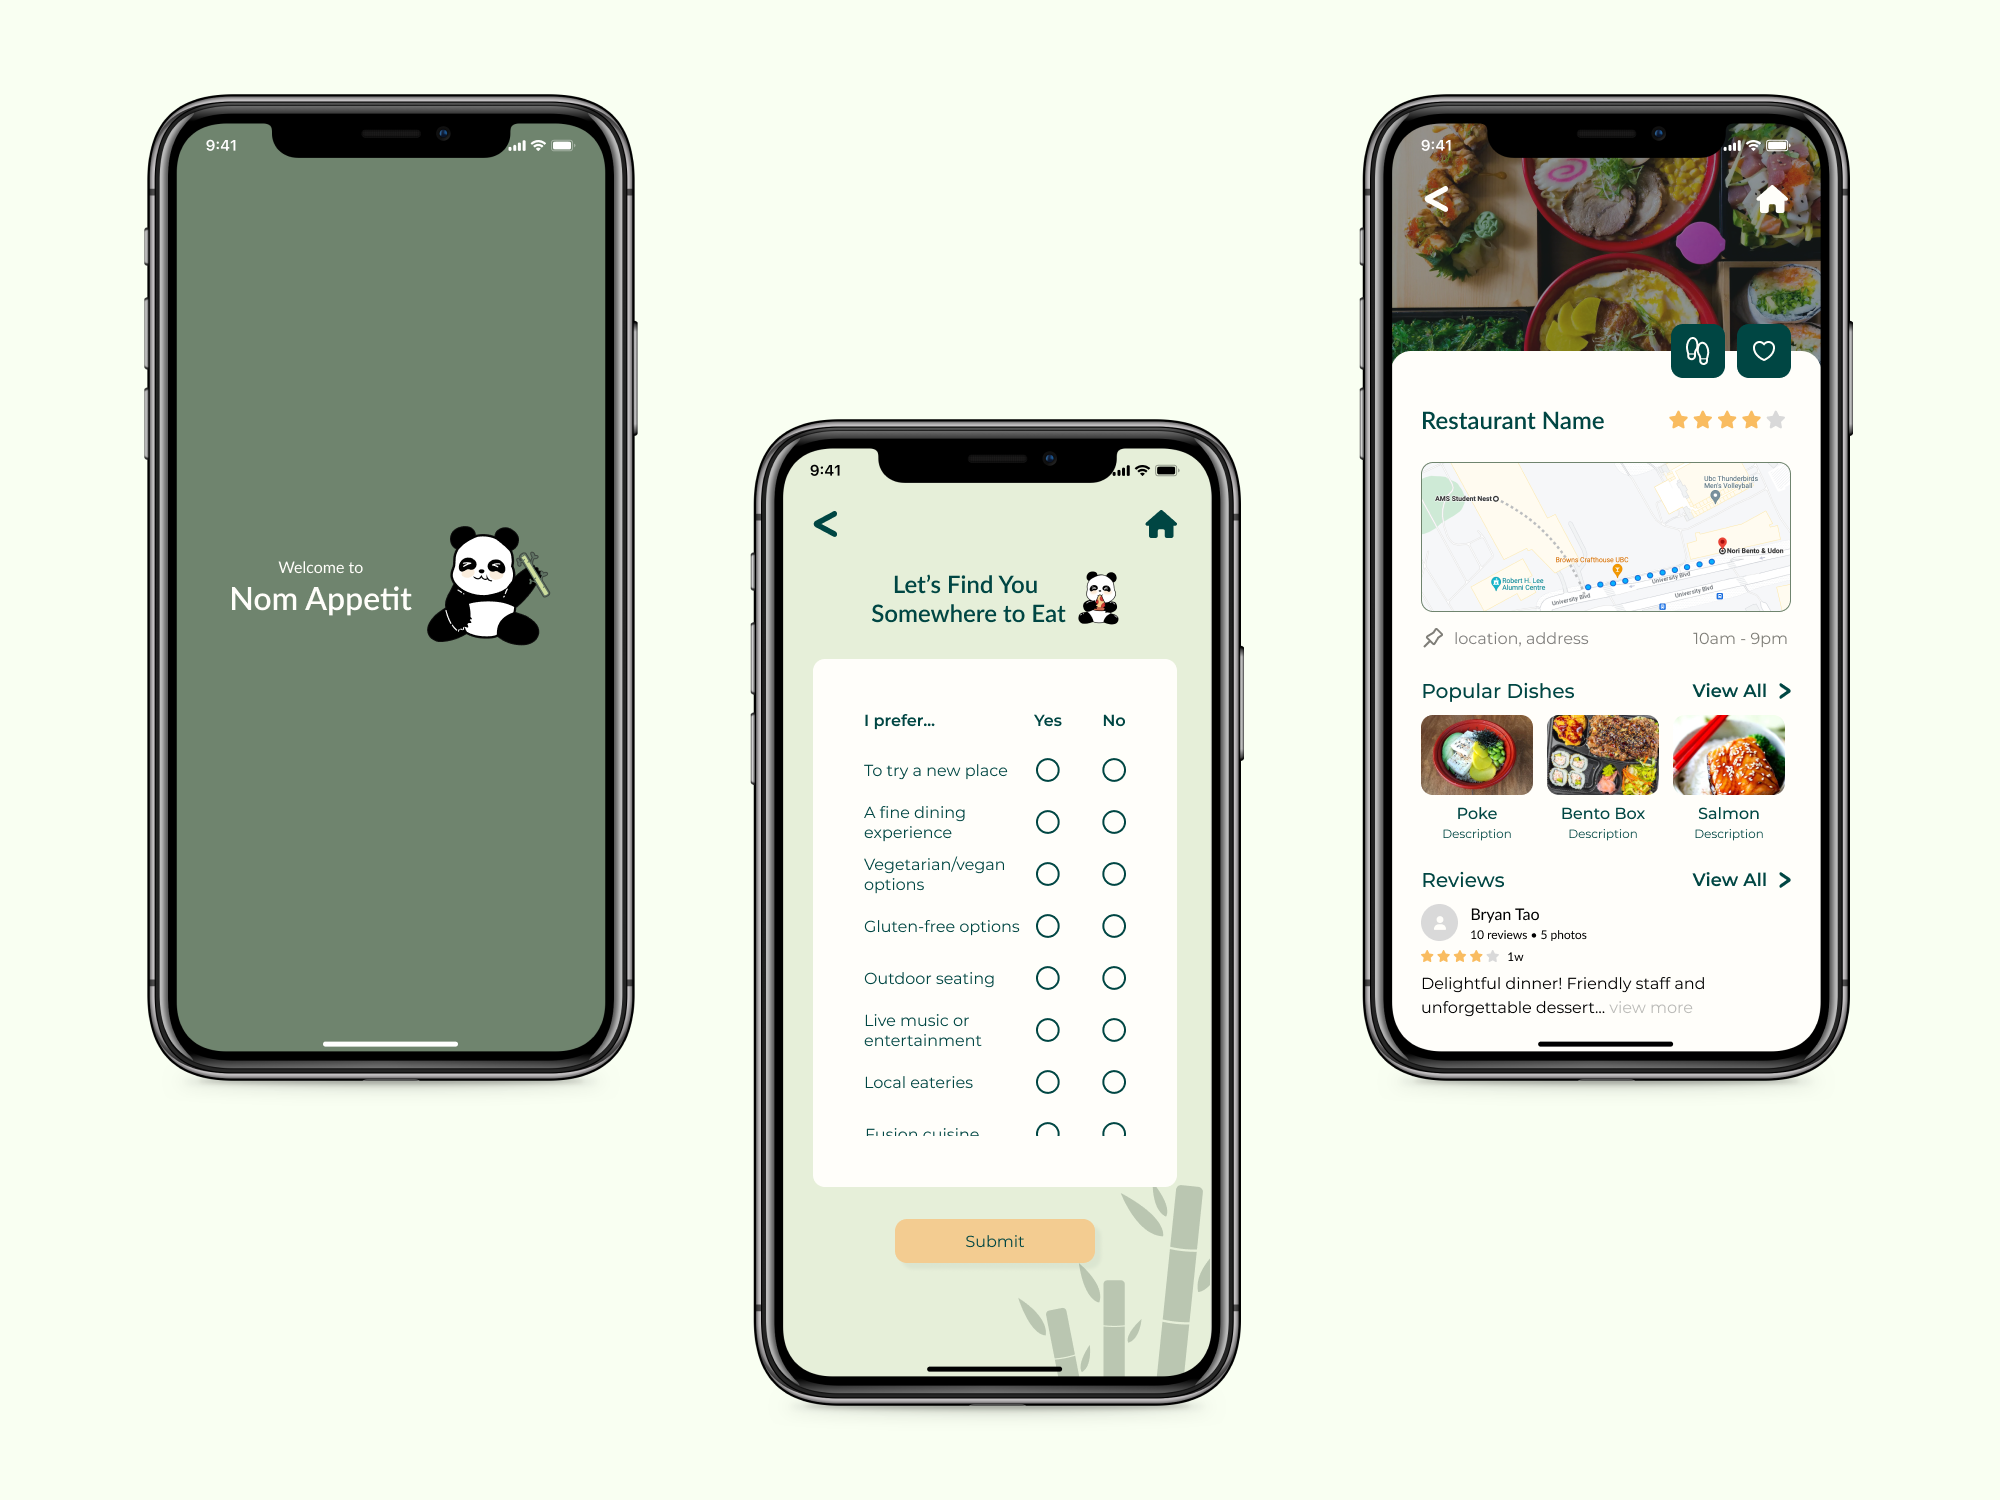 9:41
Welcome to
Nom Appetit
9:41
Let's Find You
Somewhere to Eat
I prefer... Yes No
To try a new place
A fine dining
experience
Vegetarian/vegan
options
Gluten-free options
Outdoor seating
Live music or
entertainment
Local eateries
Fusion cuisine
Submit
9:41
Restaurant Name
Ubc Thunderbirds
Men's Volleyball
AMS Student Nest
Nori Bento & Udon
Browns Crafthouse UBC
Robert H. Lee
Alumni Centre
University Blvd
University Blvd
University Blvd
location, address 10am - 9pm
Popular Dishes View All >
Poke Bento Box Salmon
Description Description Description
Reviews View All >
Bryan Tao
10 reviews • 5 photos
1w
Delightful dinner! Friendly staff and
unforgettable dessert... view more